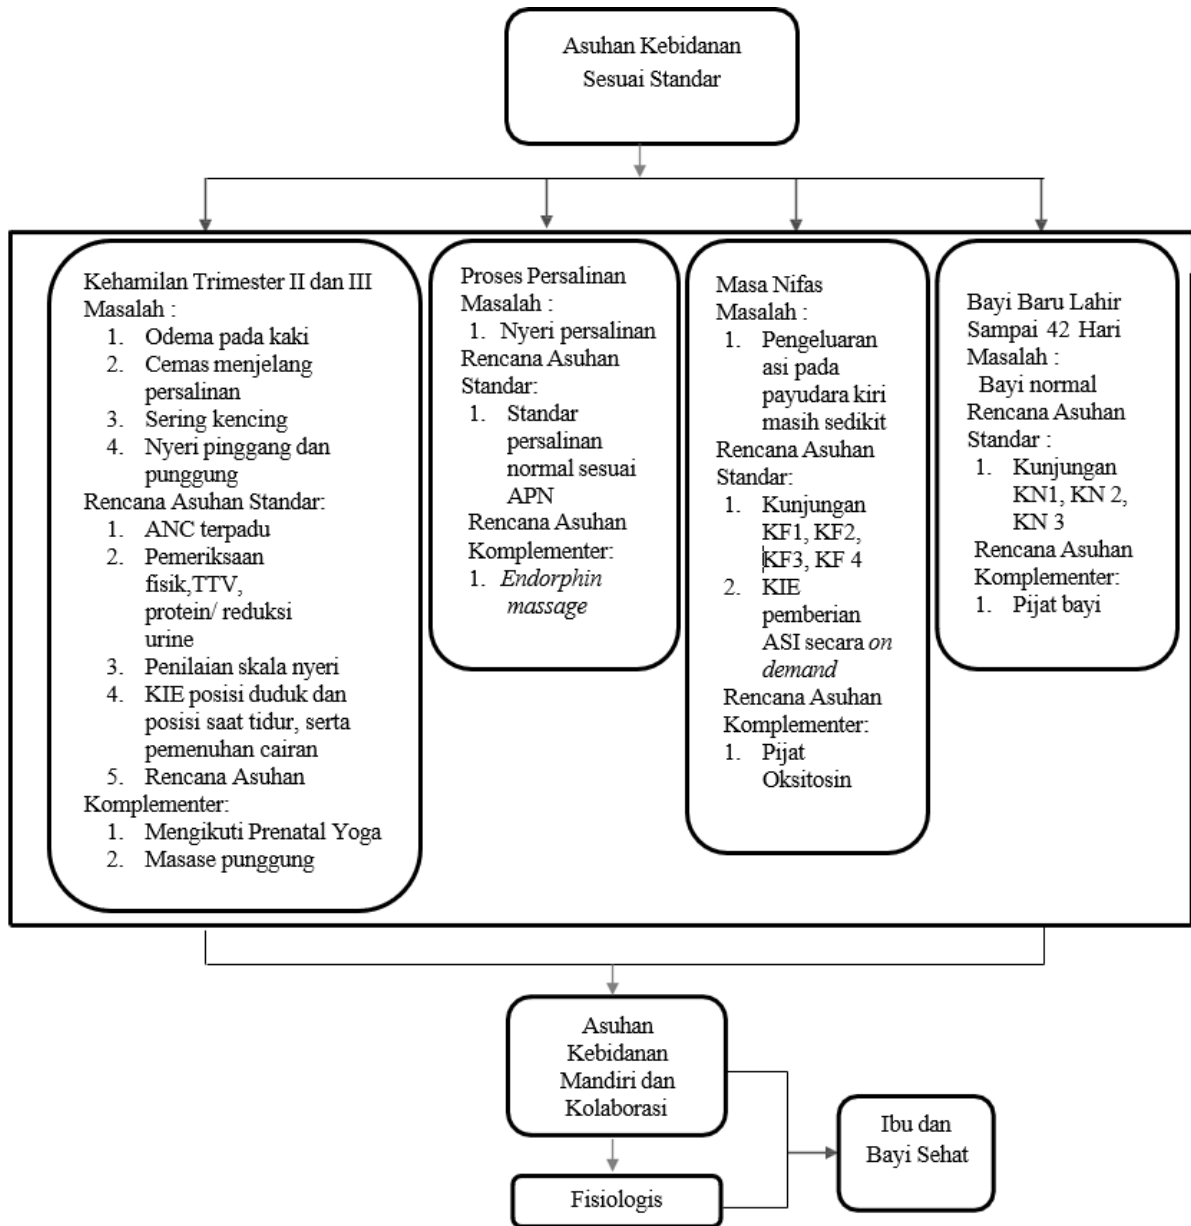 Asuhan Kebidanan
Sesuai Standar
Kehamilan Trimester II dan III
Masalah :
1. Odema pada kaki
2. Cemas menjelang
persalinan
3. Sering kencing
4. Nyeri pinggang dan
punggung
Rencana Asuhan Standar:
1. ANC terpadu
2. Pemeriksaan
fisik,TTV,
protein/ reduksi
urine
3. Penilaian skala nyeri
4. KIE posisi duduk dan
posisi saat tidur, serta
pemenuhan cairan
5. Rencana Asuhan
Komplementer:
1. Mengikuti Prenatal Yoga
2. Masase punggung
Proses Persalinan
Masalah :
1. Nyeri persalinan
Rencana Asuhan
Standar:
1. Standar
persalinan
normal sesuai
APN
Rencana Asuhan
Komplementer:
1. Endorphin
massage
Masa Nifas
Masalah :
1. Pengeluaran
asi pada
payudara kiri
masih sedikit
Rencana Asuhan
Standar:
1. Kunjungan
KF1, KF2,
KF3, KF 4
2. KIE
pemberian
ASI secara on
demand
Rencana Asuhan
Komplementer:
1. Pijat
Oksitosin
Bayi Baru Lahir
Sampai 42 Hari
Masalah :
Bayi normal
Rencana Asuhan
Standar :
1. Kunjungan
KN1, KN 2,
KN 3
Rencana Asuhan
Komplementer:
1. Pijat bayi
Asuhan
Kebidanan
Mandiri dan
Kolaborasi
Ibu dan
Bayi Sehat
Fisiologis